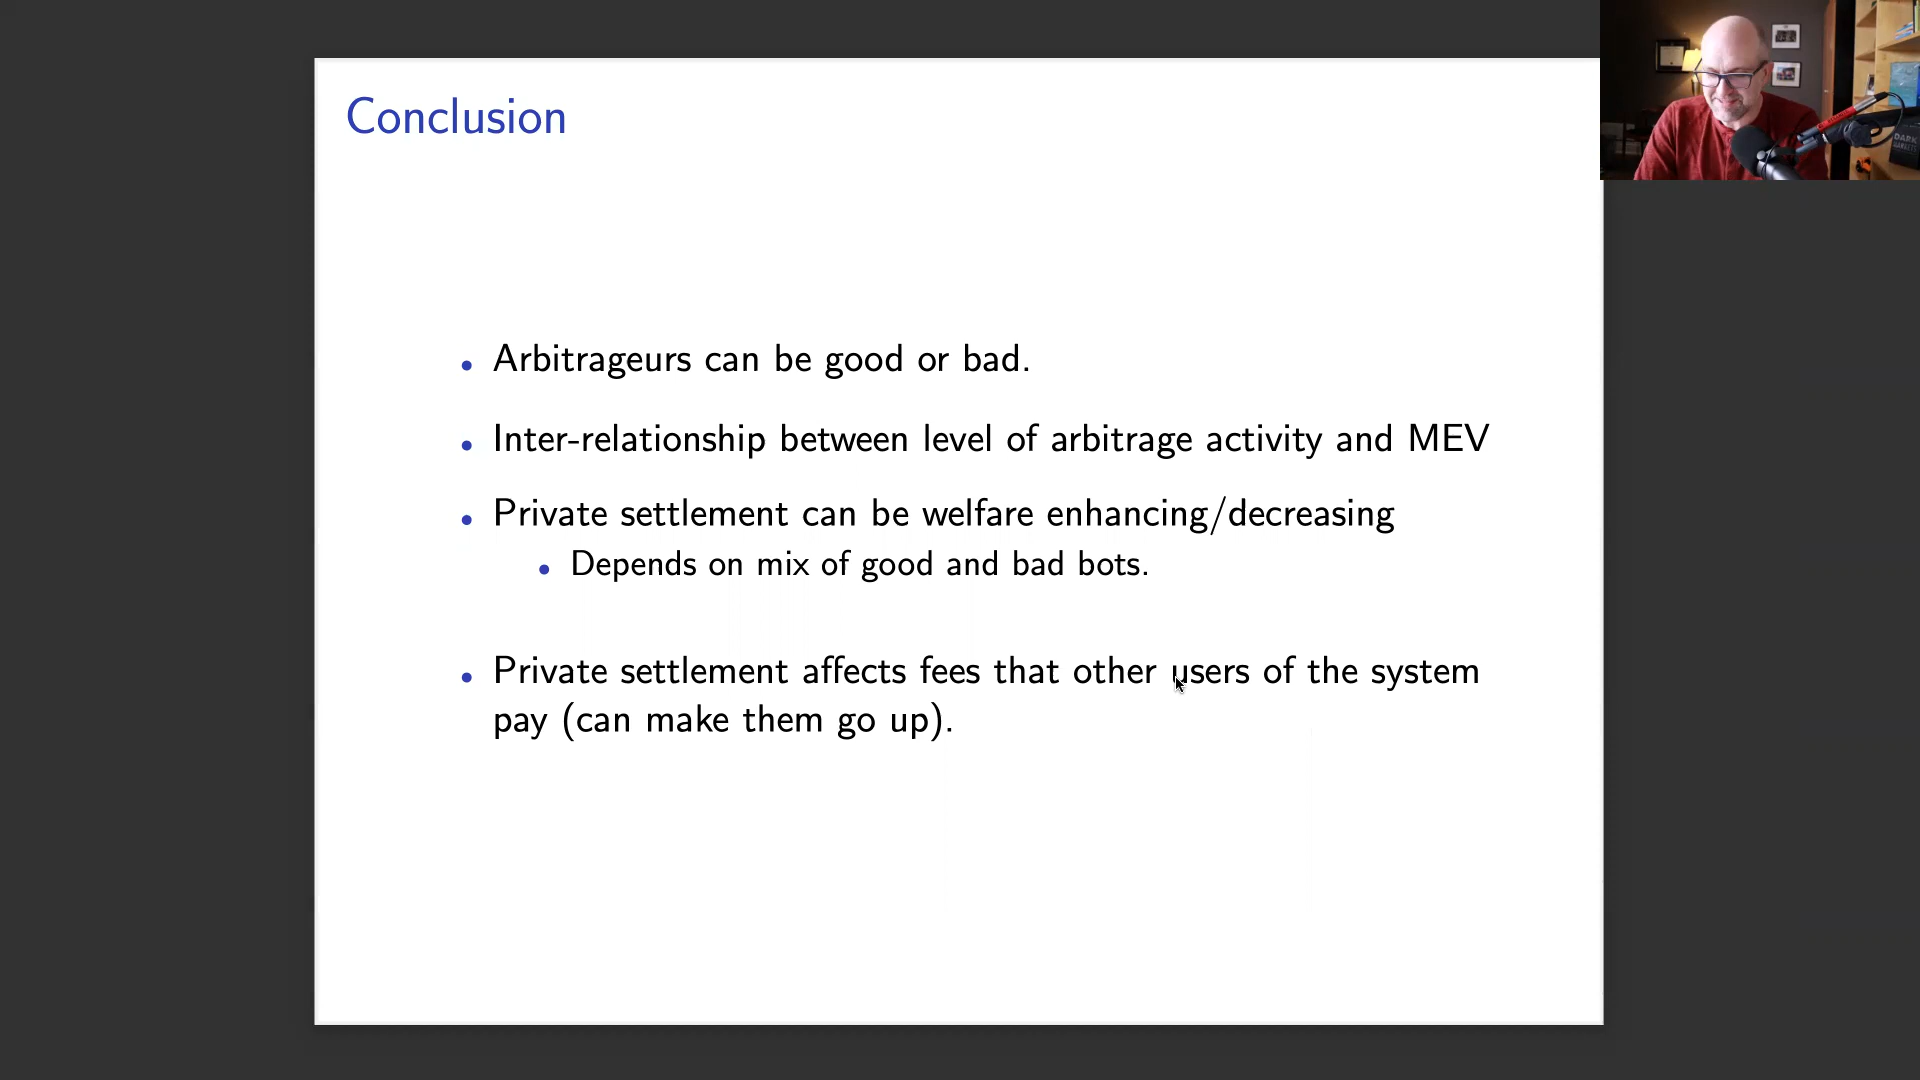 Conclusion
• Arbitrageurs can be good or bad.
• Inter-relationship between level of arbitrage activity and MEV
• Private settlement can be welfare enhancing/decreasing
• Depends on mix of good and bad bots.
• Private settlement affects fees that other users of the system
pay (can make them go up).
DARK
MARKETS